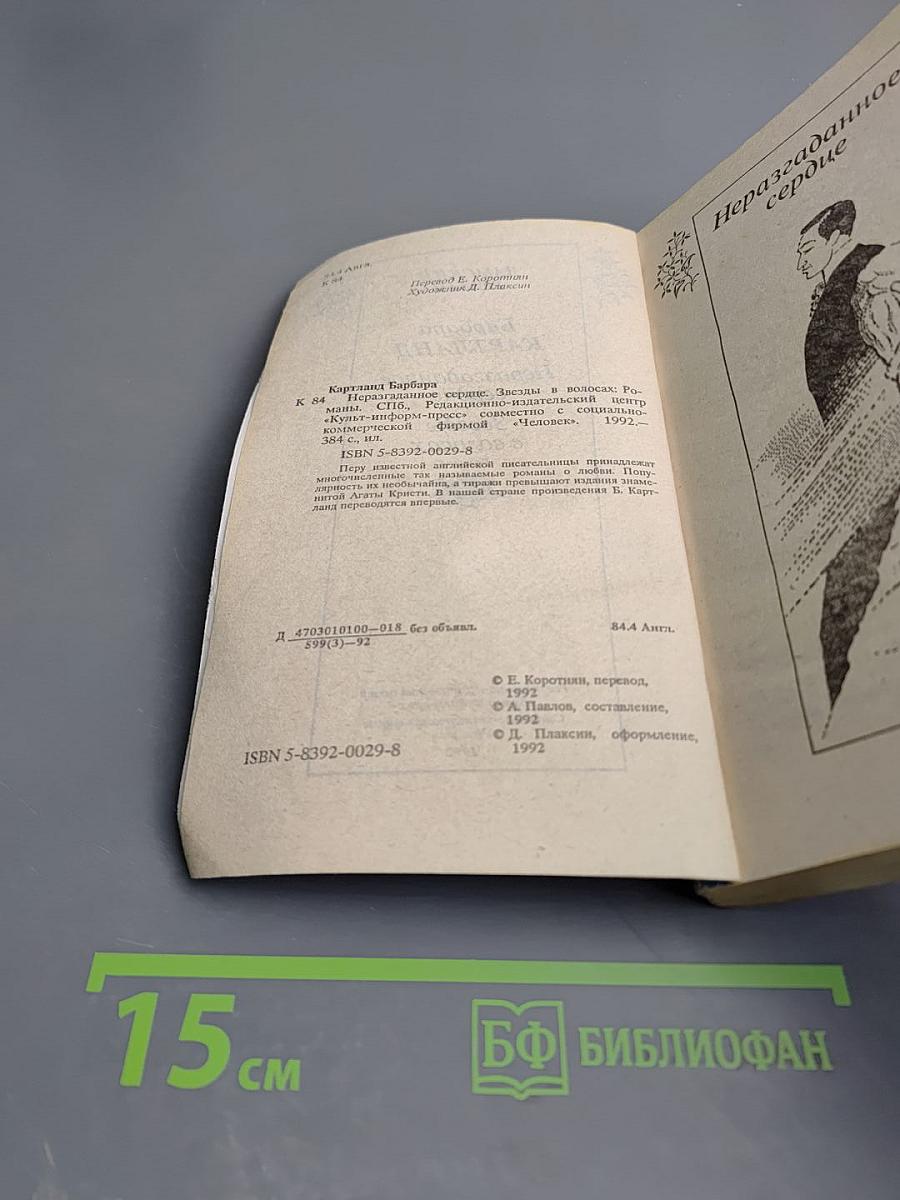 84.4 Англ.
К 84
Перевод Е. Коротнян
Художник Д. Плаксин
Картланд Барбара
К 84 Неразгаданное сердце. Звезды в волосах: Ро-
маны. СПб., Редакционно-издательский центр
«Культ-информ-пресс» совместно с социально-
коммерческой фирмой «Человек». 1992.—
384 с., ил.
ISBN 5-8392-0029-8
Перу известной английской писательницы принадлежат
многочисленные так называемые романы о любви. Попу-
лярность их необычайна, а тиражи превышают издания знаме-
нитой Агаты Кристи. В нашей стране произведения Б. Карт-
ланд переводятся впервые.
Д 4703010100—018 без объявл.
599(3)—92
84.4 Англ.
© Е. Коротнян, перевод,
1992
© А. Павлов, составление,
1992
© Д. Плаксин, оформление,
1992
ISBN 5-8392-0029-8
Неразгаданное
сердце
15 см
БФ БИБЛИОФАН